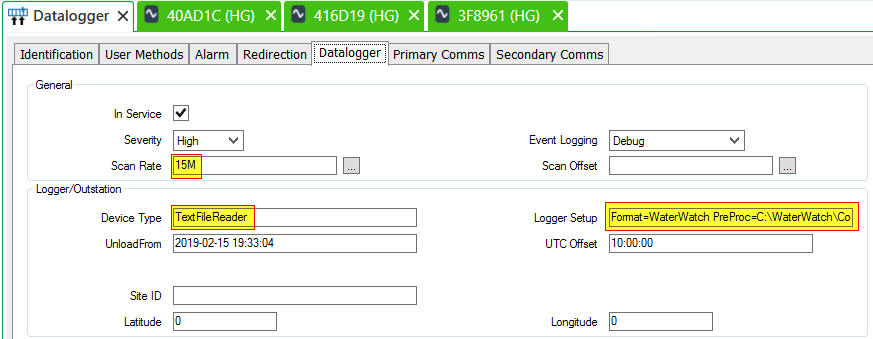 Datalogger 40AD1C (HG) 416D19 (HG) 3F8961 (HG)
Identification User Methods Alarm Redirection Datalogger Primary Comms Secondary Comms
General
In Service
Severity High Event Logging Debug
Scan Rate 15M ... Scan Offset ...
Logger/Outstation
Device Type TextFileReader Logger Setup Format=WaterWatch PreProc=C:\WaterWatch\Co
UnloadFrom 2019-02-15 19:33:04 UTC Offset 10:00:00
Site ID
Latitude 0 Longitude 0